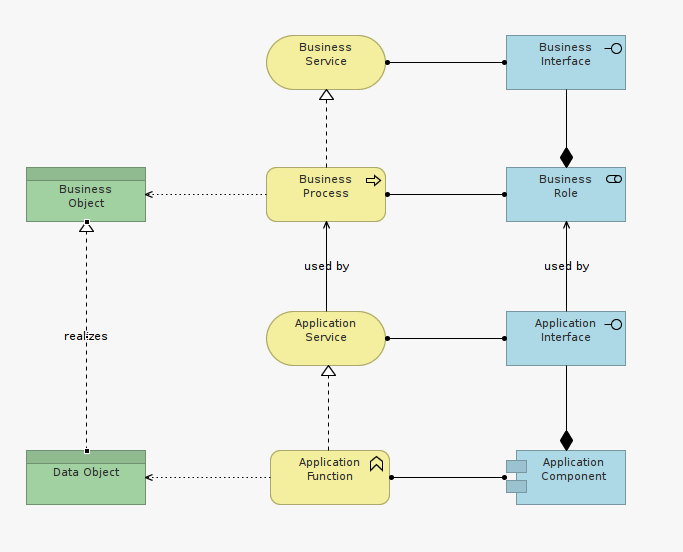 Business
Service
Business
Interface
Business
Object
Business
Process
Business
Role
used by
used by
Application
Service
Application
Interface
realizes
Data Object
Application
Function
Application
Component